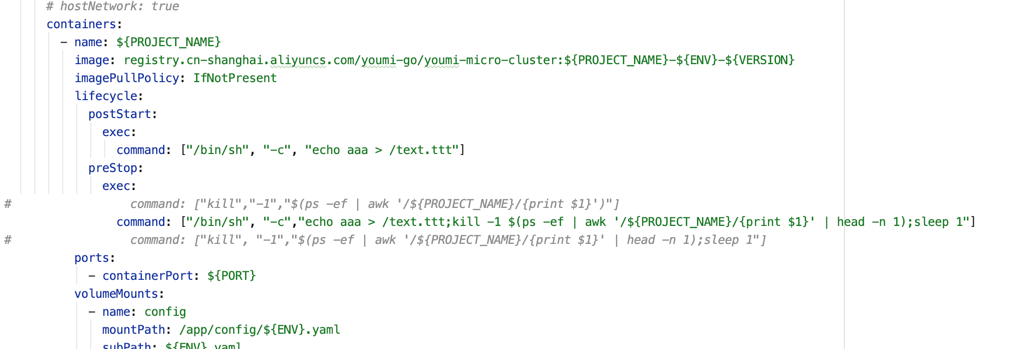 # hostNetwork: true
containers:
- name: ${PROJECT_NAME}
image: registry.cn-shanghai.aliyuncs.com/youmi-go/youmi-micro-cluster:${PROJECT_NAME}-${ENV}-${VERSION}
imagePullPolicy: IfNotPresent
lifecycle:
postStart:
exec:
command: ["/bin/sh", "-c", "echo aaa > /text.ttt"]
preStop:
exec:
# command: ["kill","-1","$(ps -ef | awk '/${PROJECT_NAME}/{print $1}')"]
command: ["/bin/sh", "-c","echo aaa > /text.ttt;kill -1 $(ps -ef | awk '/${PROJECT_NAME}/{print $1}' | head -n 1);sleep 1"]
# command: ["kill", "-1","$(ps -ef | awk '/${PROJECT_NAME}/{print $1}' | head -n 1);sleep 1"]
ports:
- containerPort: ${PORT}
volumeMounts:
- name: config
mountPath: /app/config/${ENV}.yaml
subPath: ${ENV}.yaml